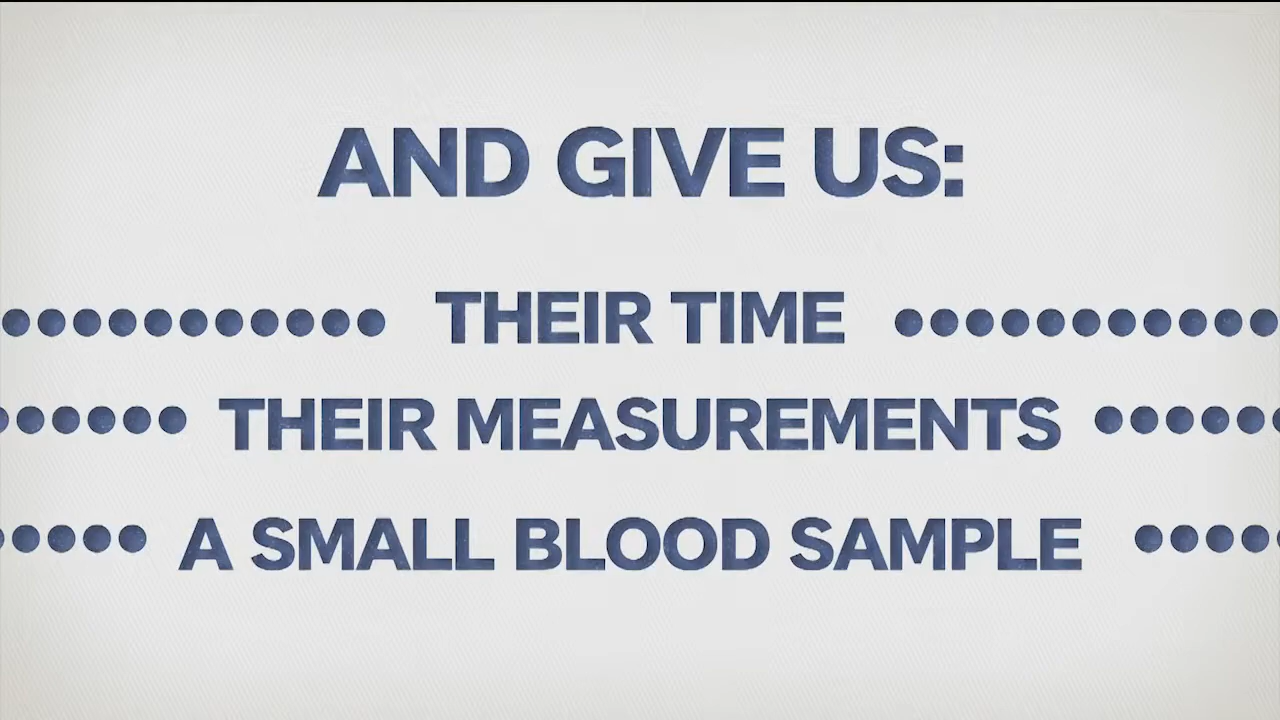 AND GIVE US:
THEIR TIME
THEIR MEASUREMENTS
A SMALL BLOOD SAMPLE